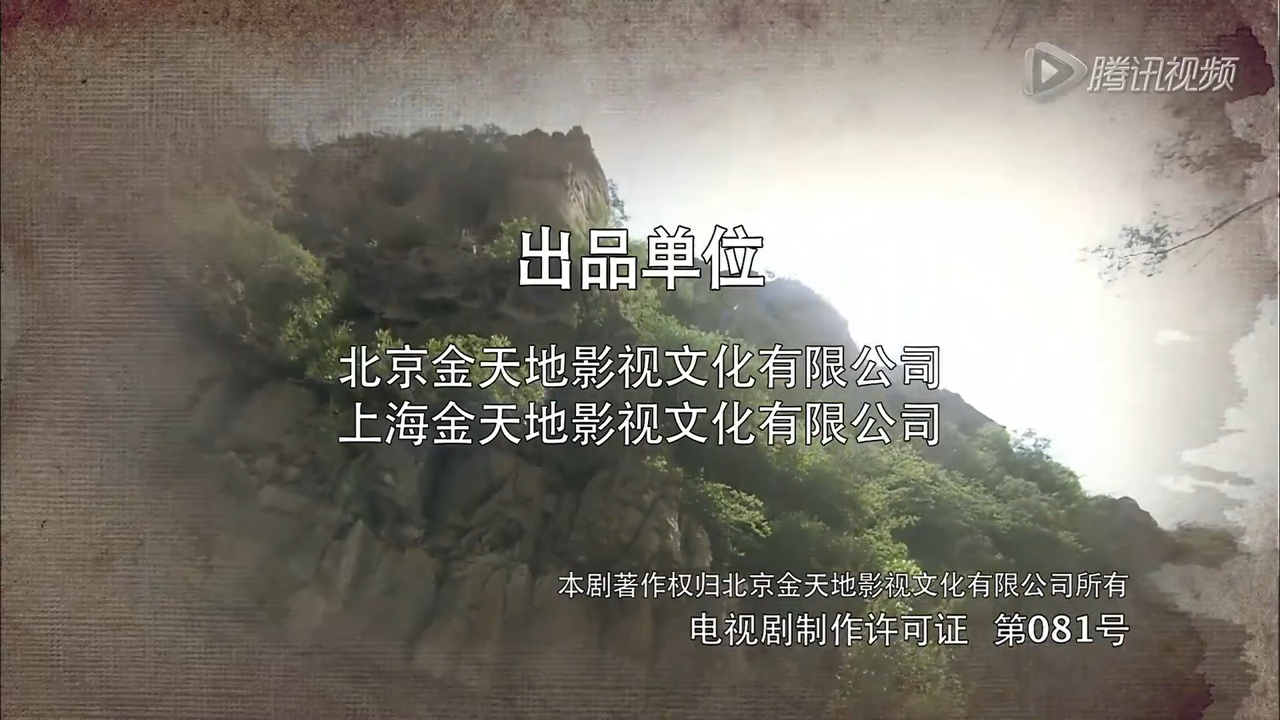 腾讯视频
出品单位
北京金天地影视文化有限公司
上海金天地影视文化有限公司
本剧著作权归北京金天地影视文化有限公司所有
电视剧制作许可证 第081号